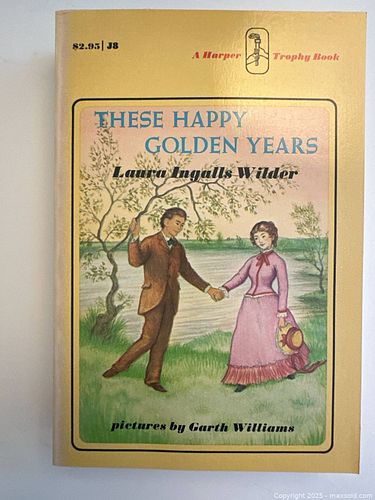 $2.95 | J8
A Harper Trophy Book
THESE HAPPY
GOLDEN YEARS
Laura Ingalls Wilder
pictures by Garth Williams
Copyright 2025 - maxsold.com